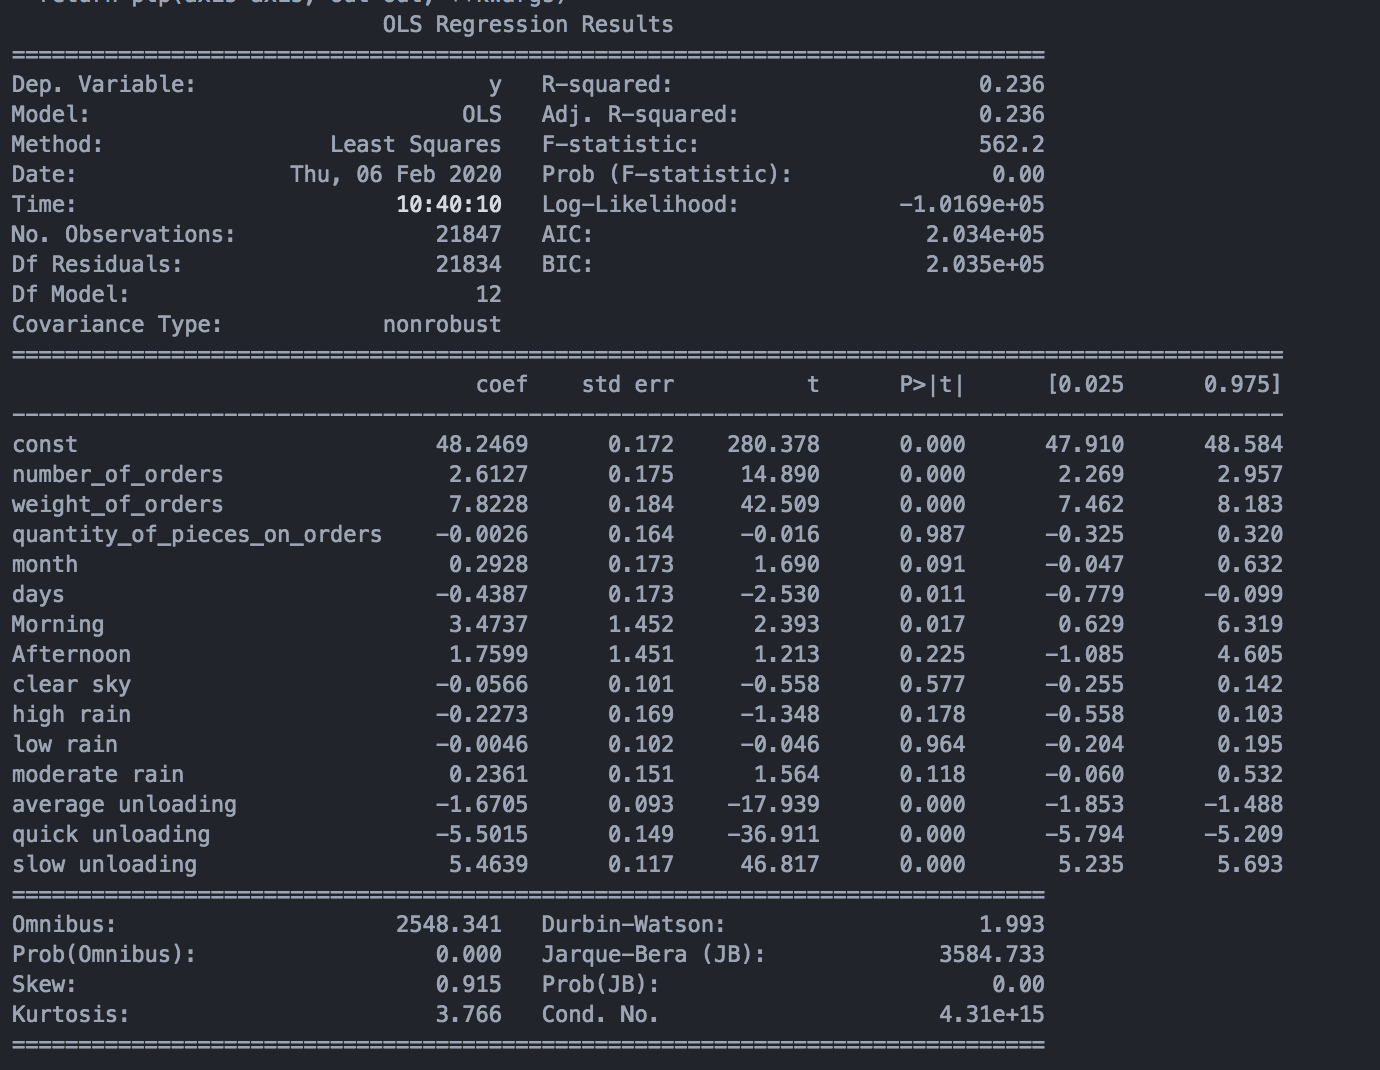 OLS Regression Results
==============================================================================
Dep. Variable:                      y   R-squared:                       0.236
Model:                            OLS   Adj. R-squared:                  0.236
Method:                 Least Squares   F-statistic:                     562.2
Date:                Thu, 06 Feb 2020   Prob (F-statistic):               0.00
Time:                        10:40:10   Log-Likelihood:            -1.0169e+05
No. Observations:               21847   AIC:                         2.034e+05
Df Residuals:                   21834   BIC:                         2.035e+05
Df Model:                          12
Covariance Type:            nonrobust
================================================================================================
                                   coef    std err          t      P>|t|      [0.025      0.975]
------------------------------------------------------------------------------------------------
const                           48.2469      0.172    280.378      0.000      47.910      48.584
number_of_orders                 2.6127      0.175     14.890      0.000       2.269       2.957
weight_of_orders                 7.8228      0.184     42.509      0.000       7.462       8.183
quantity_of_pieces_on_orders    -0.0026      0.164     -0.016      0.987      -0.325       0.320
month                            0.2928      0.173      1.690      0.091      -0.047       0.632
days                            -0.4387      0.173     -2.530      0.011      -0.779      -0.099
Morning                          3.4737      1.452      2.393      0.017       0.629       6.319
Afternoon                        1.7599      1.451      1.213      0.225      -1.085       4.605
clear sky                       -0.0566      0.101     -0.558      0.577      -0.255       0.142
high rain                       -0.2273      0.169     -1.348      0.178      -0.558       0.103
low rain                        -0.0046      0.102     -0.046      0.964      -0.204       0.195
moderate rain                    0.2361      0.151      1.564      0.118      -0.060       0.532
average unloading               -1.6705      0.093    -17.939      0.000      -1.853      -1.488
quick unloading                 -5.5015      0.149    -36.911      0.000      -5.794      -5.209
slow unloading                   5.4639      0.117     46.817      0.000       5.235       5.693
==============================================================================
Omnibus:                     2548.341   Durbin-Watson:                   1.993
Prob(Omnibus):                  0.000   Jarque-Bera (JB):             3584.733
Skew:                           0.915   Prob(JB):                         0.00
Kurtosis:                       3.766   Cond. No.                     4.31e+15
==============================================================================